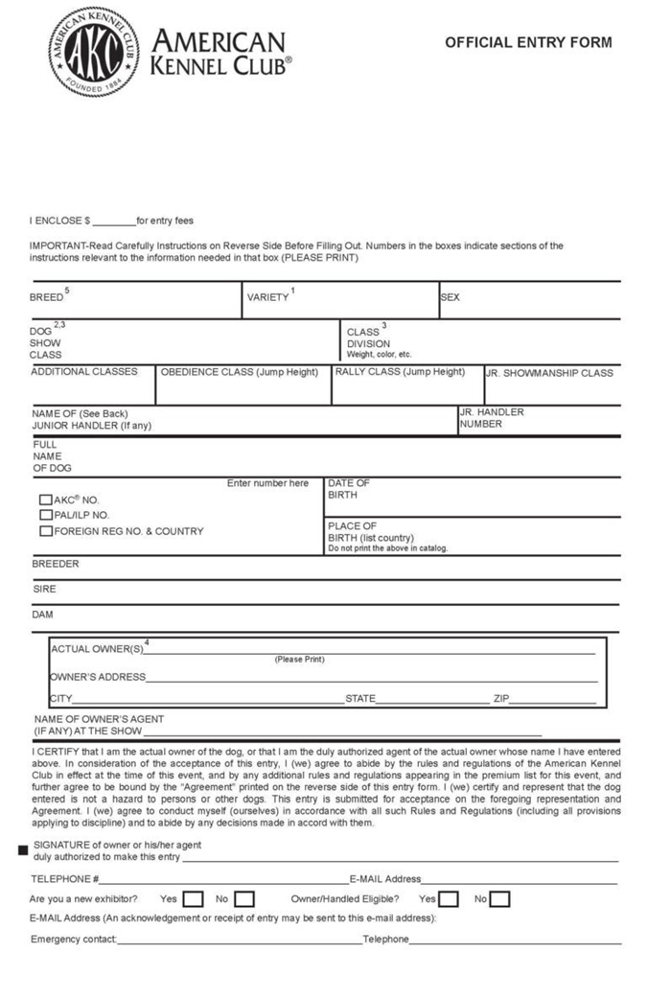 AMERICAN KENNEL CLUB
AKC
FOUNDED 1884
AMERICAN
KENNEL CLUB®
OFFICIAL ENTRY FORM
I ENCLOSE $ ________for entry fees
IMPORTANT-Read Carefully Instructions on Reverse Side Before Filling Out. Numbers in the boxes indicate sections of the
instructions relevant to the information needed in that box (PLEASE PRINT)
BREED 5 VARIETY 1 SEX
DOG 2,3
SHOW
CLASS
CLASS 3
DIVISION
Weight, color, etc.
ADDITIONAL CLASSES OBEDIENCE CLASS (Jump Height) RALLY CLASS (Jump Height) JR. SHOWMANSHIP CLASS
NAME OF (See Back)
JUNIOR HANDLER (If any)
JR. HANDLER
NUMBER
FULL
NAME
OF DOG
Enter number here
AKC® NO.
PAL/ILP NO.
FOREIGN REG NO. & COUNTRY
DATE OF
BIRTH
PLACE OF
BIRTH (list country)
Do not print the above in catalog.
BREEDER
SIRE
DAM
ACTUAL OWNER(S) 4
(Please Print)
OWNER'S ADDRESS
CITY STATE ZIP
NAME OF OWNER'S AGENT
(IF ANY) AT THE SHOW
I CERTIFY that I am the actual owner of the dog, or that I am the duly authorized agent of the actual owner whose name I have entered
above. In consideration of the acceptance of this entry, I (we) agree to abide by the rules and regulations of the American Kennel
Club in effect at the time of this event, and by any additional rules and regulations appearing in the premium list for this event, and
further agree to be bound by the "Agreement" printed on the reverse side of this entry form. I (we) certify and represent that the dog
entered is not a hazard to persons or other dogs. This entry is submitted for acceptance on the foregoing representation and
Agreement. I (we) agree to conduct myself (ourselves) in accordance with all such Rules and Regulations (including all provisions
applying to discipline) and to abide by any decisions made in accord with them.
SIGNATURE of owner or his/her agent
duly authorized to make this entry
TELEPHONE # E-MAIL Address
Are you a new exhibitor? Yes No Owner/Handled Eligible? Yes No
E-MAIL Address (An acknowledgement or receipt of entry may be sent to this e-mail address):
Emergency contact: Telephone